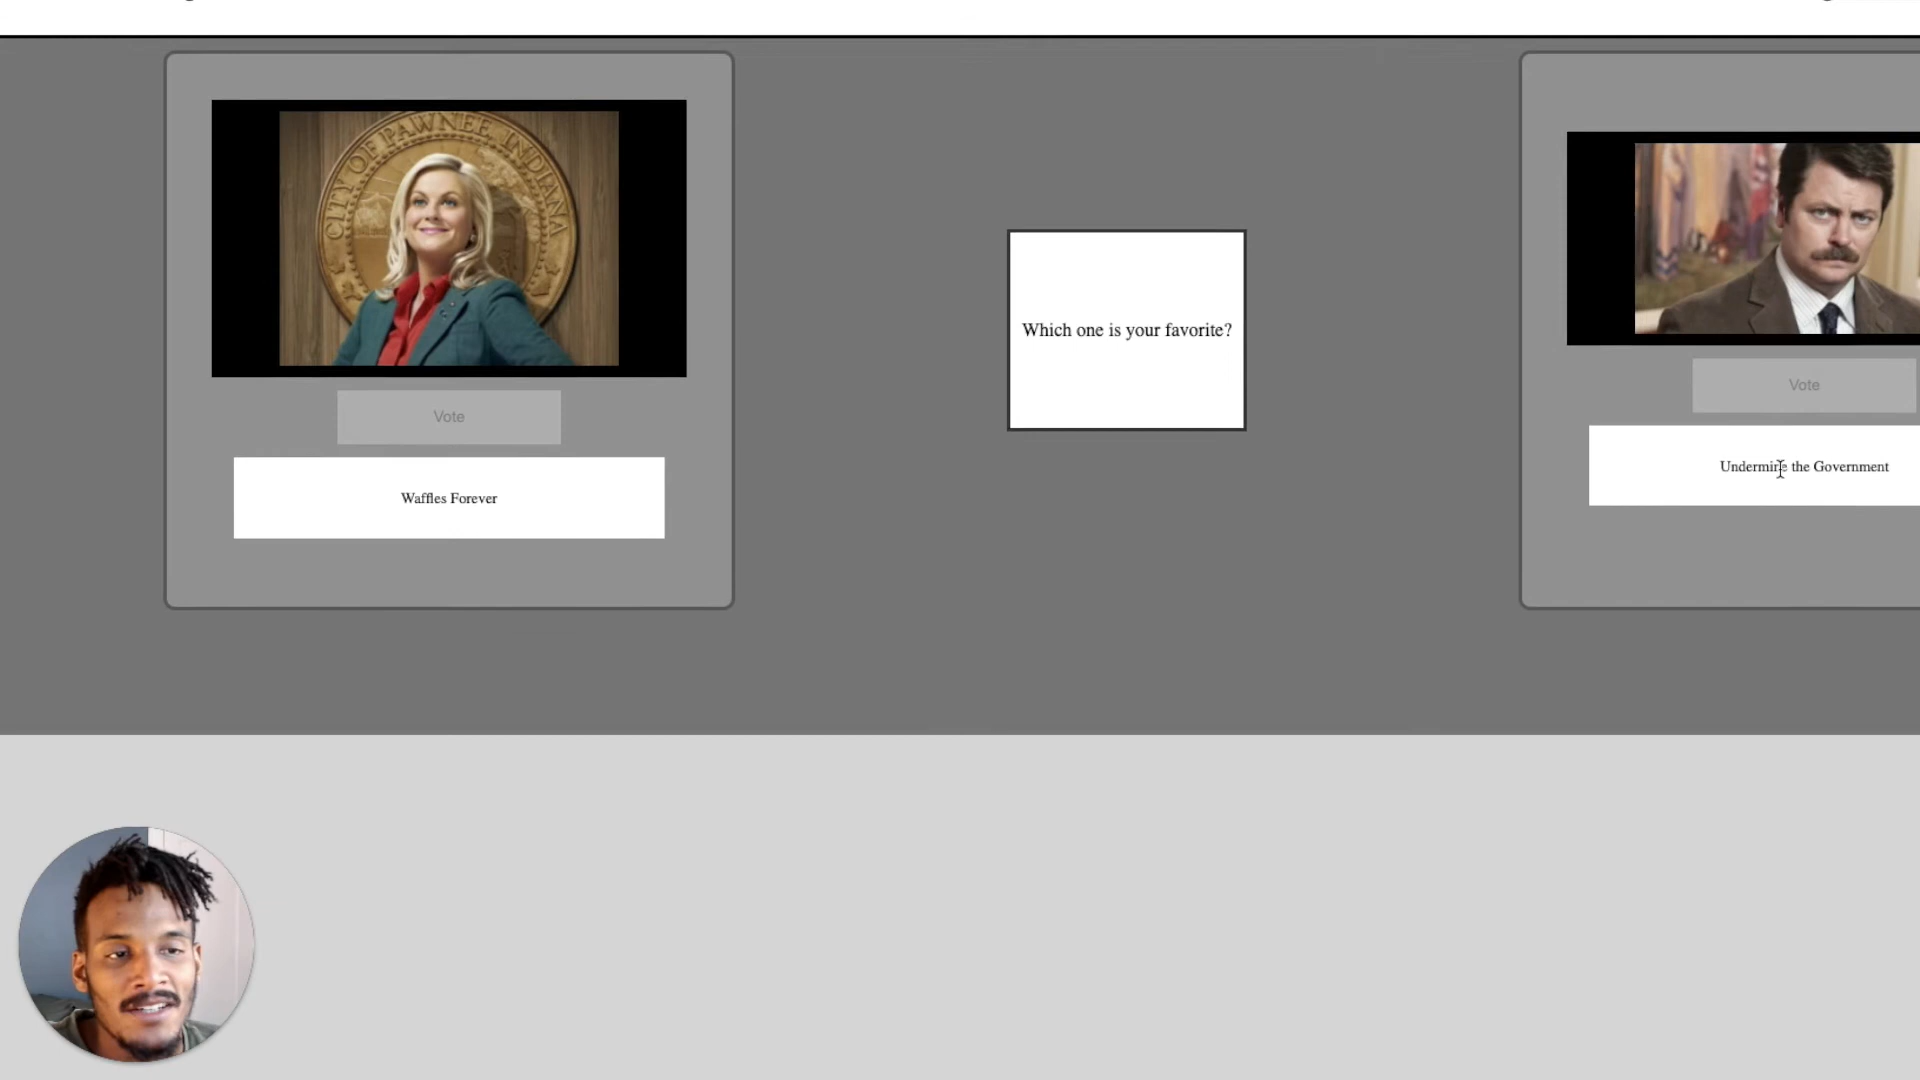 CITY OF PAWNEE, INDIANA
Vote
Waffles Forever
Which one is your favorite?
Vote
Undermine the Government